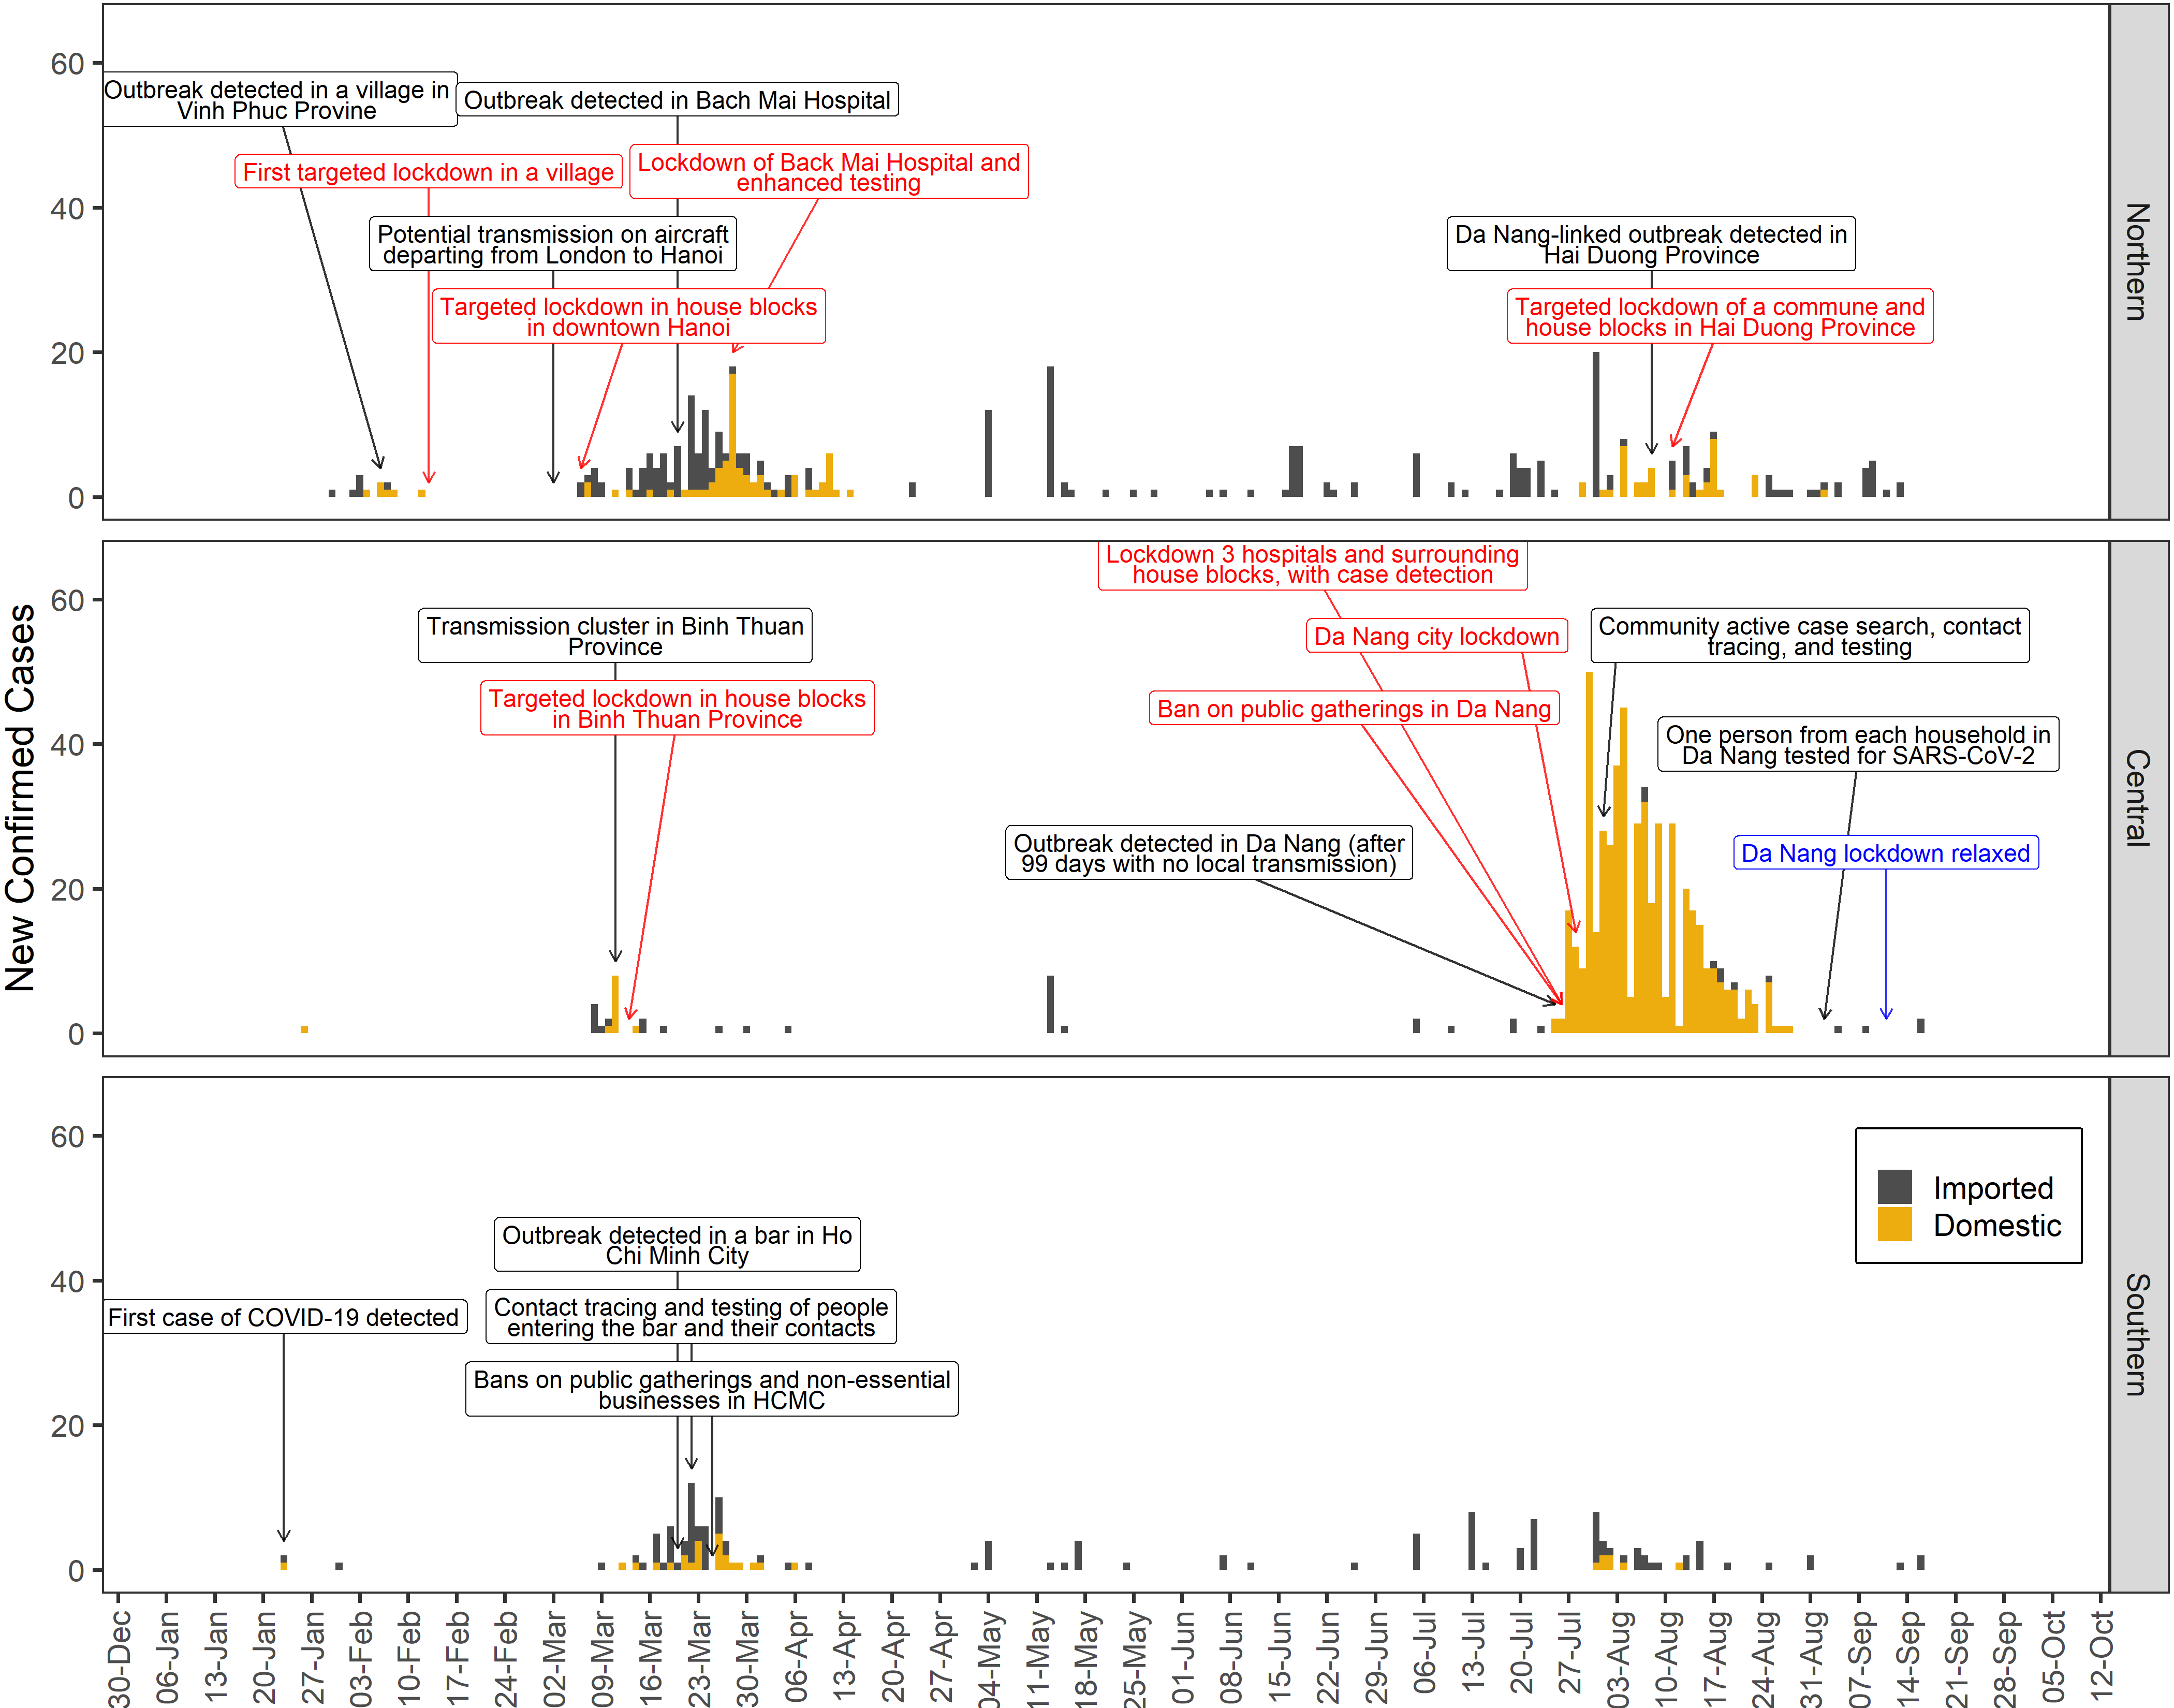 New Confirmed Cases
60
40
20
0
Outbreak detected in a village in
Vinh Phuc Provine
Outbreak detected in Bach Mai Hospital
First targeted lockdown in a village
Lockdown of Back Mai Hospital and
enhanced testing
Potential transmission on aircraft
departing from London to Hanoi
Targeted lockdown in house blocks
in downtown Hanoi
Da Nang-linked outbreak detected in
Hai Duong Province
Targeted lockdown of a commune and
house blocks in Hai Duong Province
Northern
60
40
20
0
Lockdown 3 hospitals and surrounding
house blocks, with case detection
Transmission cluster in Binh Thuan
Province
Da Nang city lockdown
Community active case search, contact
tracing, and testing
Targeted lockdown in house blocks
in Binh Thuan Province
Ban on public gatherings in Da Nang
One person from each household in
Da Nang tested for SARS-CoV-2
Outbreak detected in Da Nang (after
99 days with no local transmission)
Da Nang lockdown relaxed
Central
60
40
20
0
Imported
Domestic
Outbreak detected in a bar in Ho
Chi Minh City
First case of COVID-19 detected
Contact tracing and testing of people
entering the bar and their contacts
Bans on public gatherings and non-essential
businesses in HCMC
Southern
30-Dec
06-Jan
13-Jan
20-Jan
27-Jan
03-Feb
10-Feb
17-Feb
24-Feb
02-Mar
09-Mar
16-Mar
23-Mar
30-Mar
06-Apr
13-Apr
20-Apr
27-Apr
04-May
11-May
18-May
25-May
01-Jun
08-Jun
15-Jun
22-Jun
29-Jun
06-Jul
13-Jul
20-Jul
27-Jul
03-Aug
10-Aug
17-Aug
24-Aug
31-Aug
07-Sep
14-Sep
21-Sep
28-Sep
05-Oct
12-Oct